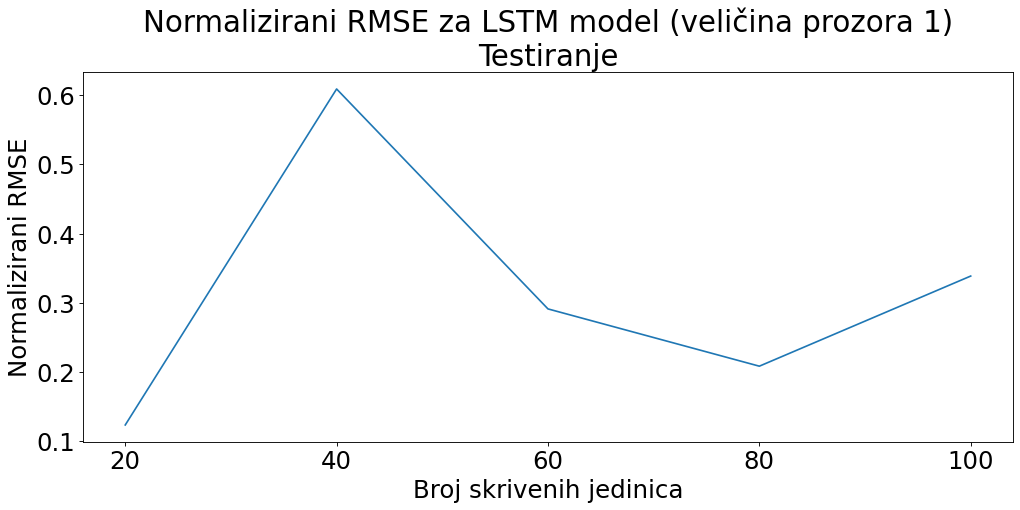 Normalizirani RMSE za LSTM model (veličina prozora 1)
Testiranje
Normalizirani RMSE
0.6
0.5
0.4
0.3
0.2
0.1
20 40 60 80 100
Broj skrivenih jedinica